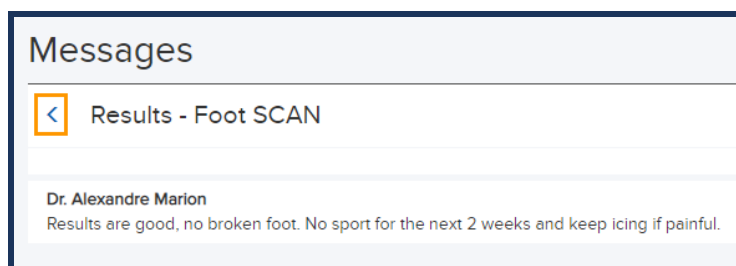 Messages
Results - Foot SCAN
Dr. Alexandre Marion
Results are good, no broken foot. No sport for the next 2 weeks and keep icing if painful.